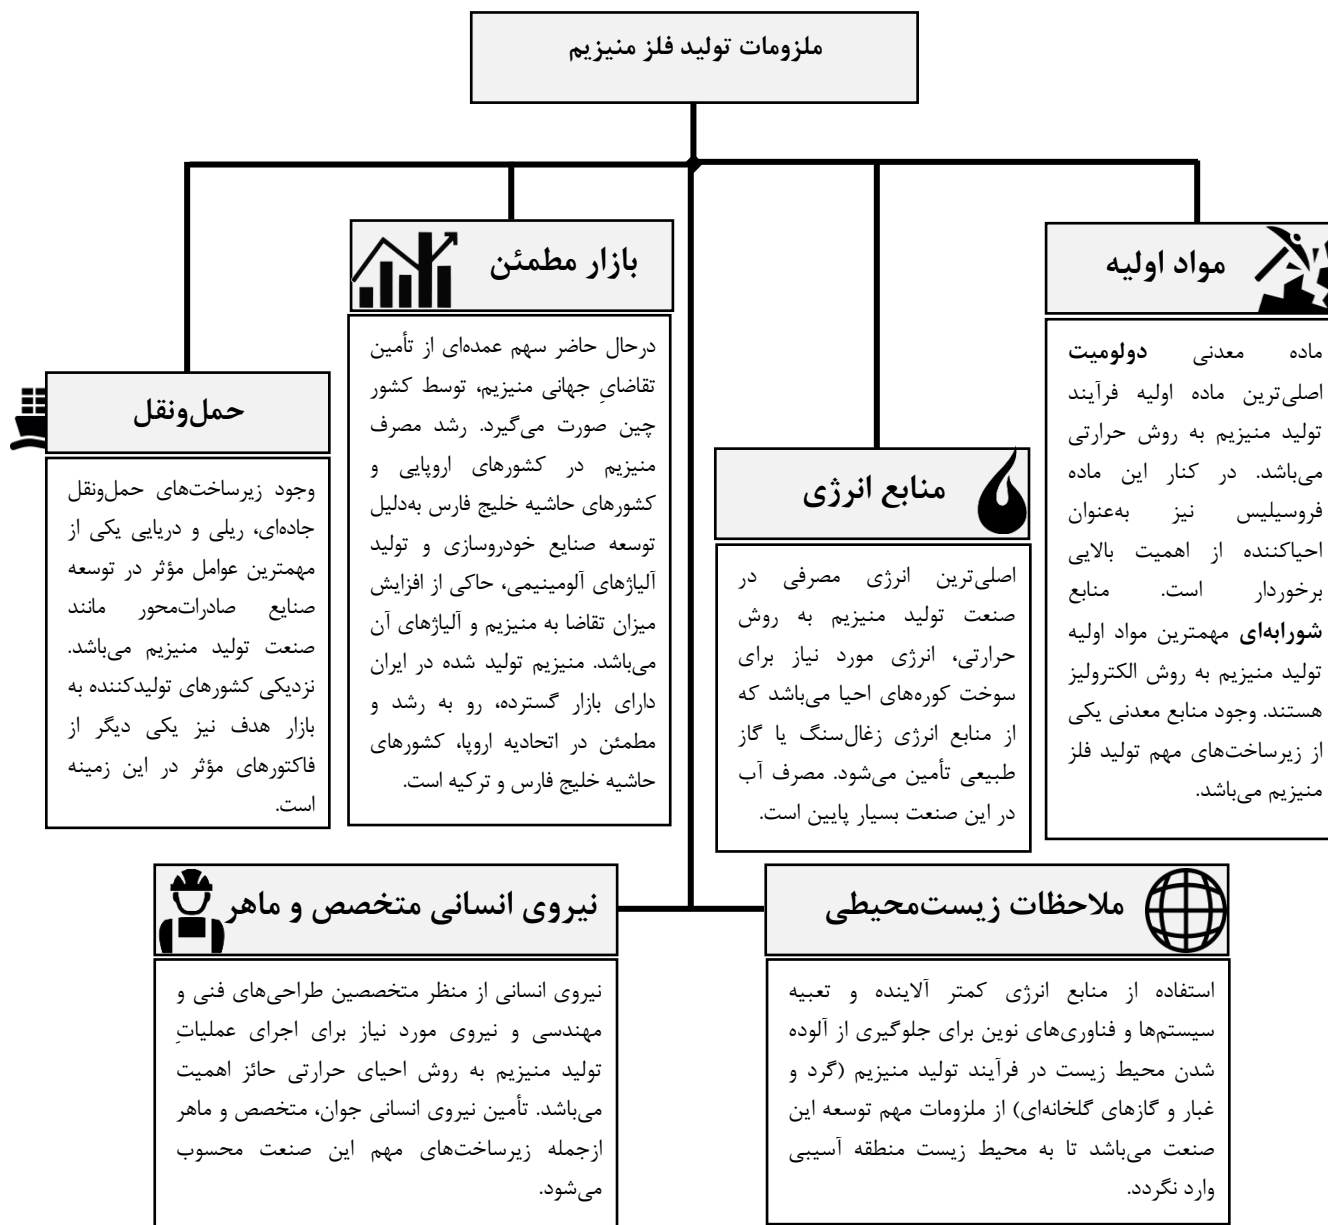 ملزومات تولید فلز منیزیم
مواد اولیه
ماده معدنی دولومیت
اصلی‌ترین ماده اولیه فرآیند
تولید منیزیم به روش حرارتی
می‌باشد. در کنار این ماده
فروسیلیس نیز به‌عنوان
احیاکننده از اهمیت بالایی
برخوردار است. منابع
شورابه‌ای مهمترین مواد اولیه
تولید منیزیم به روش الکترولیز
هستند. وجود منابع معدنی یکی
از زیرساخت‌های مهم تولید فلز
منیزیم می‌باشد.
منابع انرژی
اصلی‌ترین انرژی مصرفی در
صنعت تولید منیزیم به روش
حرارتی، انرژی مورد نیاز برای
سوخت کوره‌های احیا می‌باشد که
از منابع انرژی زغال‌سنگ یا گاز
طبیعی تأمین می‌شود. مصرف آب
در این صنعت بسیار پایین است.
بازار مطمئن
درحال حاضر سهم عمده‌ای از تأمین
تقاضایِ جهانی منیزیم، توسط کشور
چین صورت می‌گیرد. رشد مصرف
منیزیم در کشورهای اروپایی و
کشورهای حاشیه خلیج فارس به‌دلیل
توسعه صنایع خودروسازی و تولید
آلیاژهای آلومینیمی، حاکی از افزایش
میزان تقاضا به منیزیم و آلیاژهای آن
می‌باشد. منیزیم تولید شده در ایران
دارای بازار گسترده، رو به رشد و
مطمئن در اتحادیه اروپا، کشورهای
حاشیه خلیج فارس و ترکیه است.
حمل‌ونقل
وجود زیرساخت‌های حمل‌ونقل
جاده‌ای، ریلی و دریایی یکی از
مهمترین عوامل مؤثر در توسعه
صنایع صادرات‌محور مانند
صنعت تولید منیزیم می‌باشد.
نزدیکی کشورهای تولیدکننده به
بازار هدف نیز یکی دیگر از
فاکتورهای مؤثر در این زمینه
است.
ملاحظات زیست‌محیطی
استفاده از منابع انرژی کمتر آلاینده و تعبیه
سیستم‌ها و فناوری‌های نوین برای جلوگیری از آلوده
شدن محیط زیست در فرآیند تولید منیزیم (گرد و
غبار و گازهای گلخانه‌ای) از ملزومات مهم توسعه این
صنعت می‌باشد تا به محیط زیست منطقه آسیبی
وارد نگردد.
نیروی انسانی متخصص و ماهر
نیروی انسانی از منظر متخصصین طراحی‌های فنی و
مهندسی و نیروی مورد نیاز برای اجرای عملیاتِ
تولید منیزیم به روش احیای حرارتی حائز اهمیت
می‌باشد. تأمین نیروی انسانی جوان، متخصص و ماهر
ازجمله زیرساخت‌های مهم این صنعت محسوب
می‌شود.